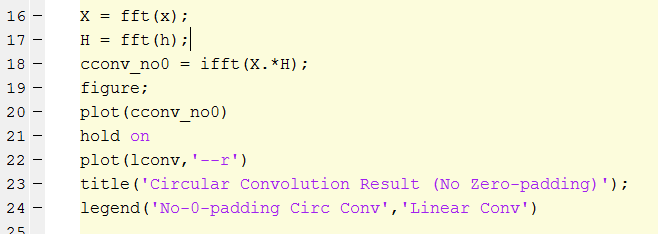 16 — X = fft(x);
17 — H = fft(h);
18 — cconv_no0 = ifft(X.*H);
19 — figure;
20 — plot(cconv_no0)
21 — hold on
22 — plot(lconv,'--r')
23 — title('Circular Convolution Result (No Zero-padding)');
24 — legend('No-0-padding Circ Conv','Linear Conv')
25